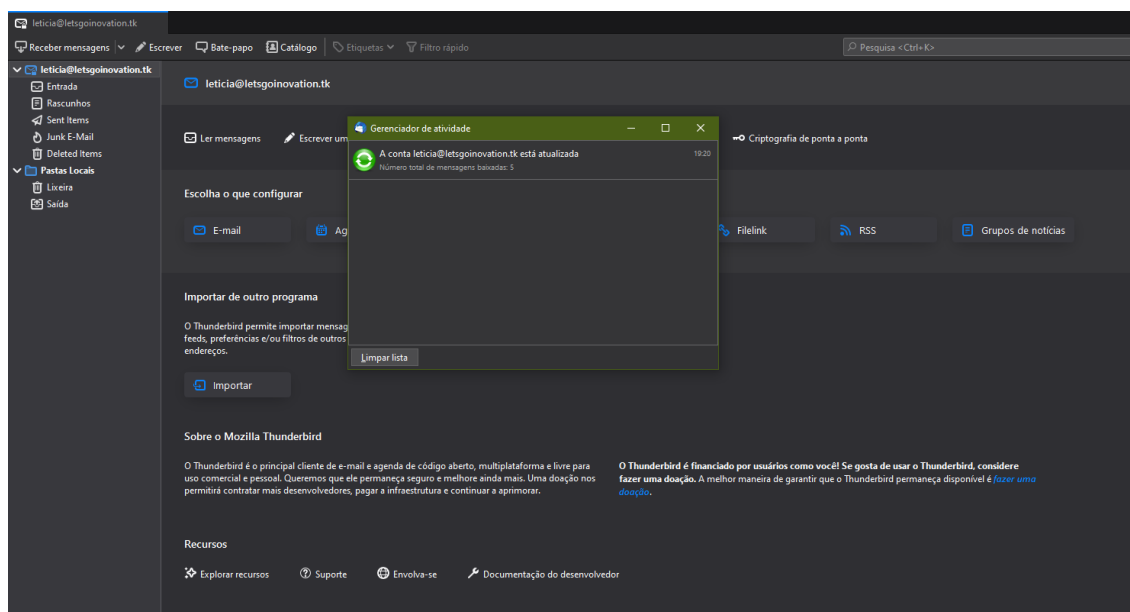 leticia@letsgoinovation.tk
Receber mensagens Escrever Bate-papo Catálogo Etiquetas Filtro rápido Pesquisa <Ctrl+K>
leticia@letsgoinovation.tk
Entrada
Rascunhos
Sent Items
Junk E-Mail
Deleted Items
Pastas Locais
Lixeira
Saída
leticia@letsgoinovation.tk
Ler mensagens Escrever um Criptografia de ponta a ponta
Gerenciador de atividade
A conta leticia@letsgoinovation.tk está atualizada 19:20
Número total de mensagens baixadas: 5
Limpar lista
Escolha o que configurar
E-mail Ag Filelink RSS Grupos de notícias
Importar de outro programa
O Thunderbird permite importar mensag
feeds, preferências e/ou filtros de outros
endereços.
Importar
Sobre o Mozilla Thunderbird
O Thunderbird é o principal cliente de e-mail e agenda de código aberto, multiplataforma e livre para
uso comercial e pessoal. Queremos que ele permaneça seguro e melhore ainda mais. Uma doação nos
permitirá contratar mais desenvolvedores, pagar a infraestrutura e continuar a aprimorar.
O Thunderbird é financiado por usuários como você! Se gosta de usar o Thunderbird, considere
fazer uma doação. A melhor maneira de garantir que o Thunderbird permaneça disponível é fazer uma
doação.
Recursos
Explorar recursos Suporte Envolva-se Documentação do desenvolvedor